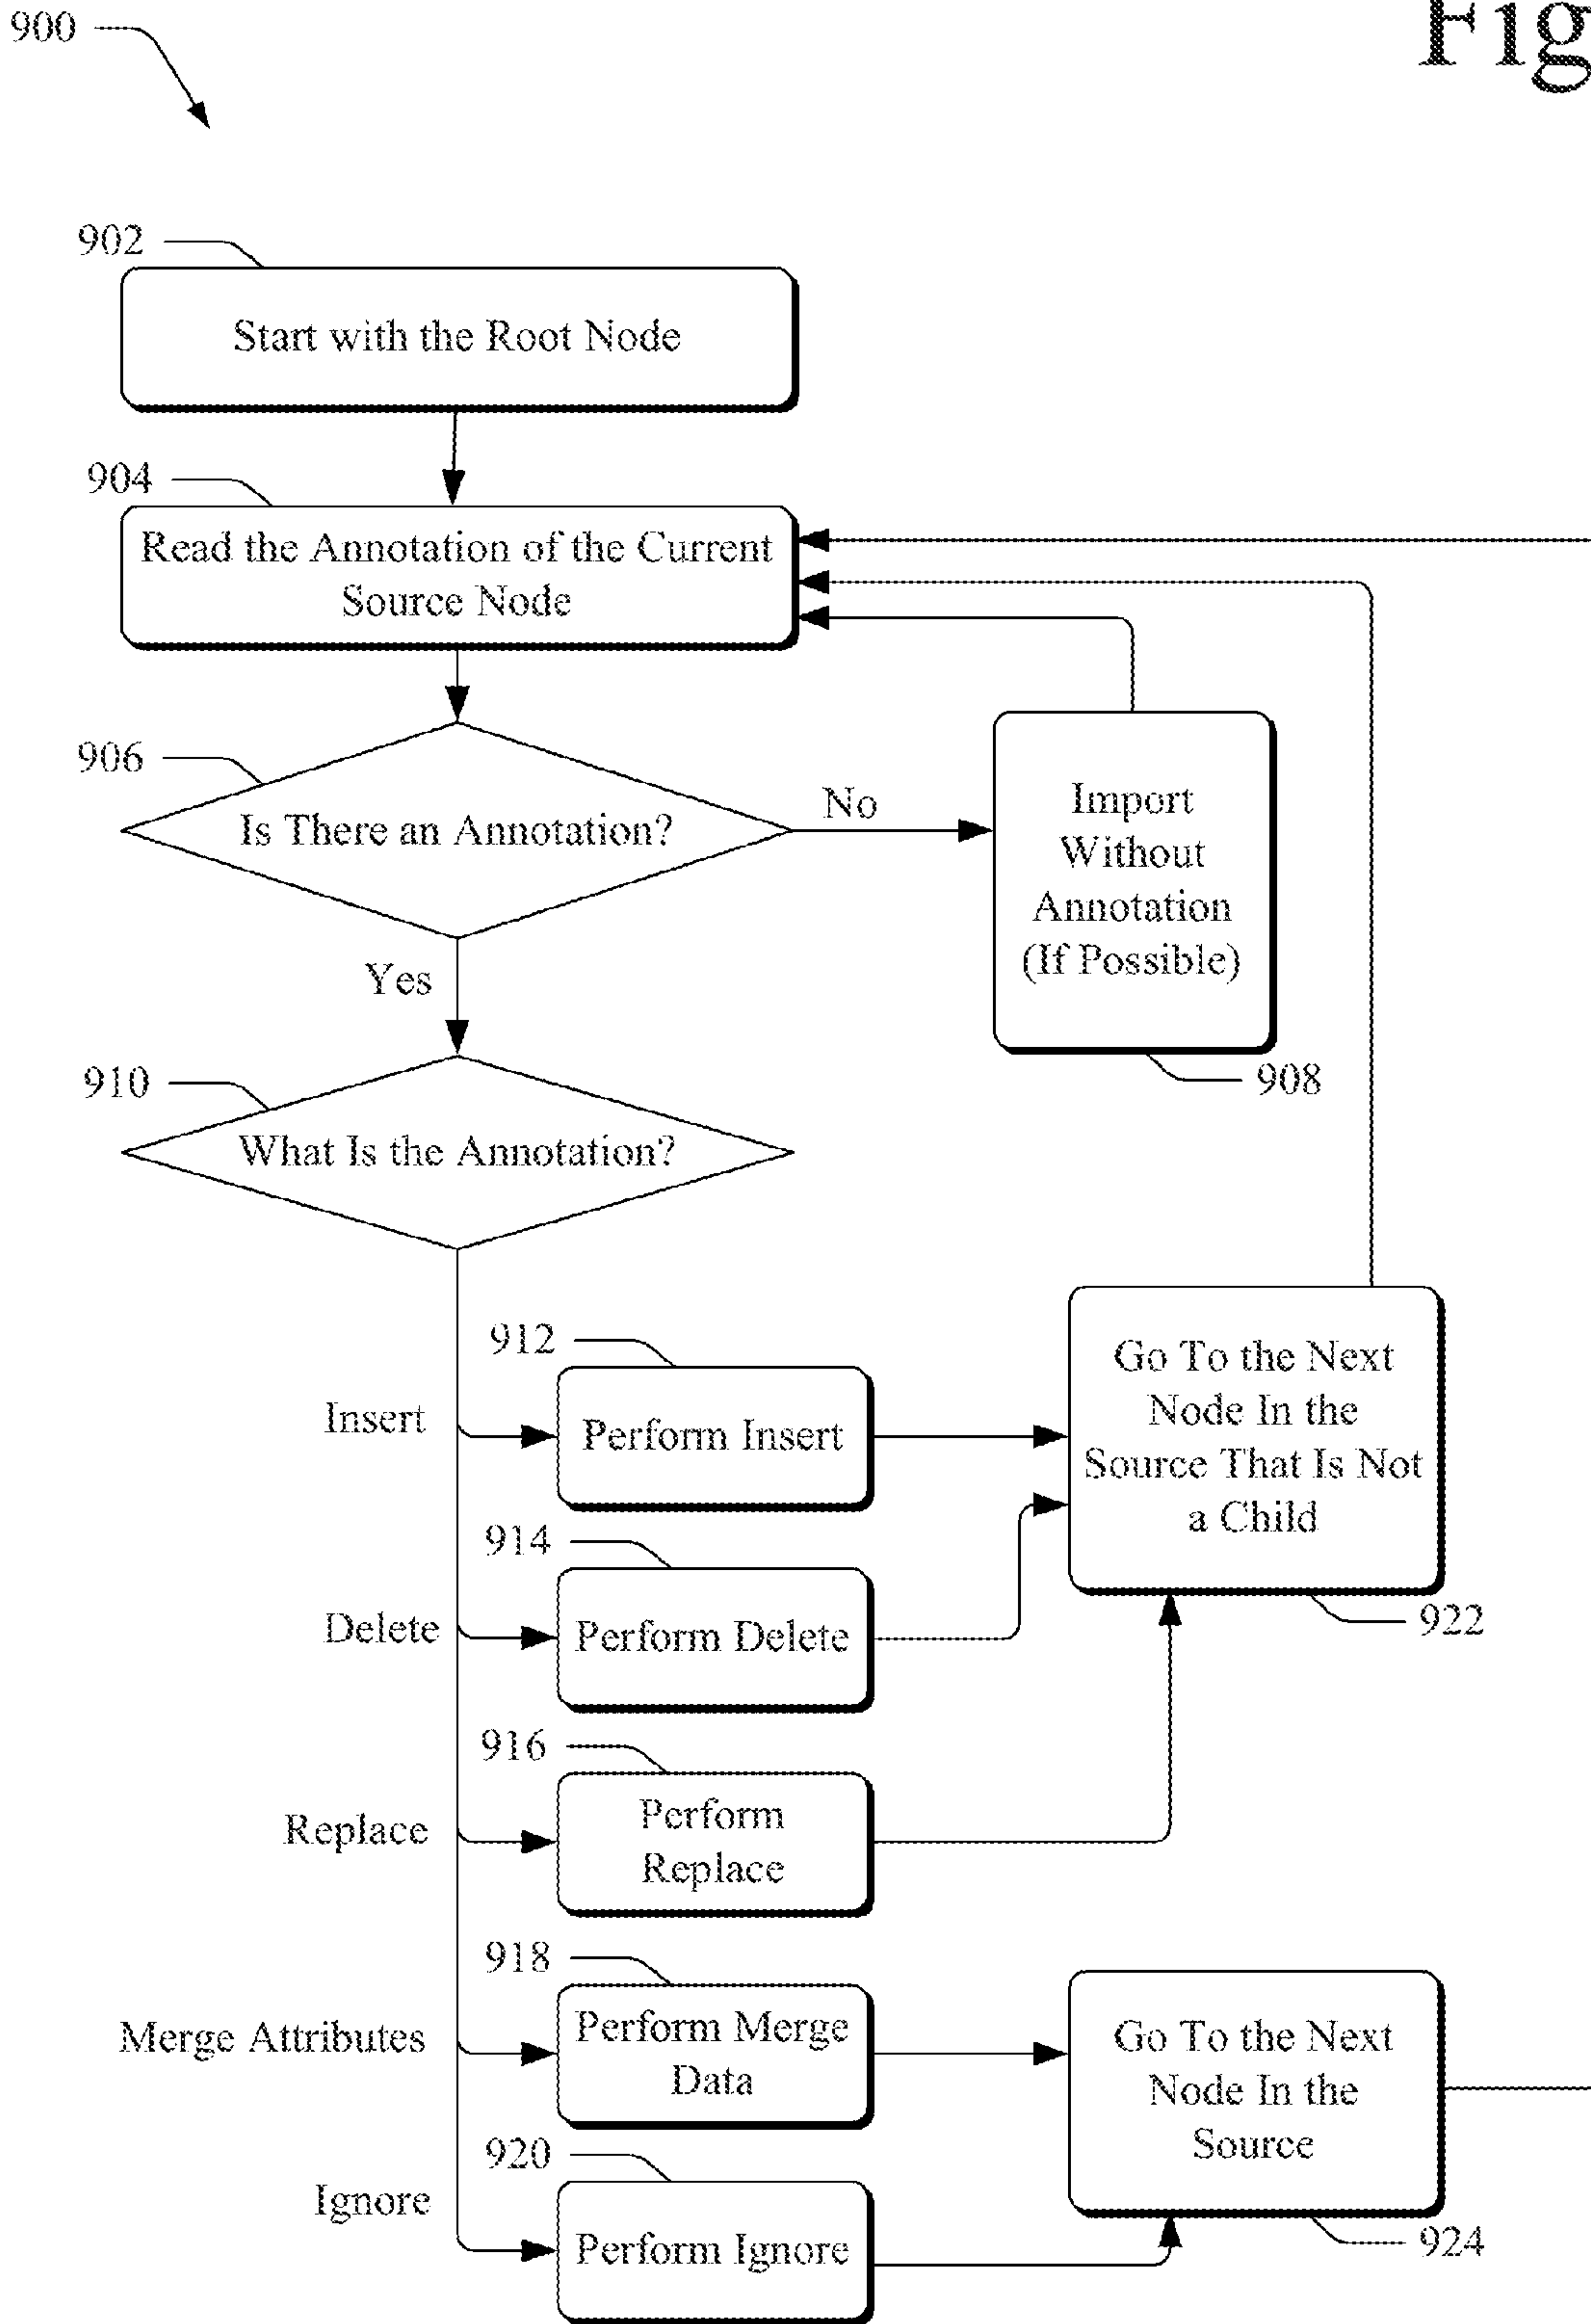 Fig
900
902
Start with the Root Node
904
Read the Annotation of the Current
Source Node
906
Is There an Annotation?
No
Import
Without
Annotation
(If Possible)
908
Yes
910
What Is the Annotation?
912
Insert
Perform Insert
Go To the Next
Node In the
Source That Is Not
a Child
922
914
Delete
Perform Delete
916
Replace
Perform
Replace
918
Merge Attributes
Perform Merge
Data
Go To the Next
Node In the
Source
924
920
Ignore
Perform Ignore